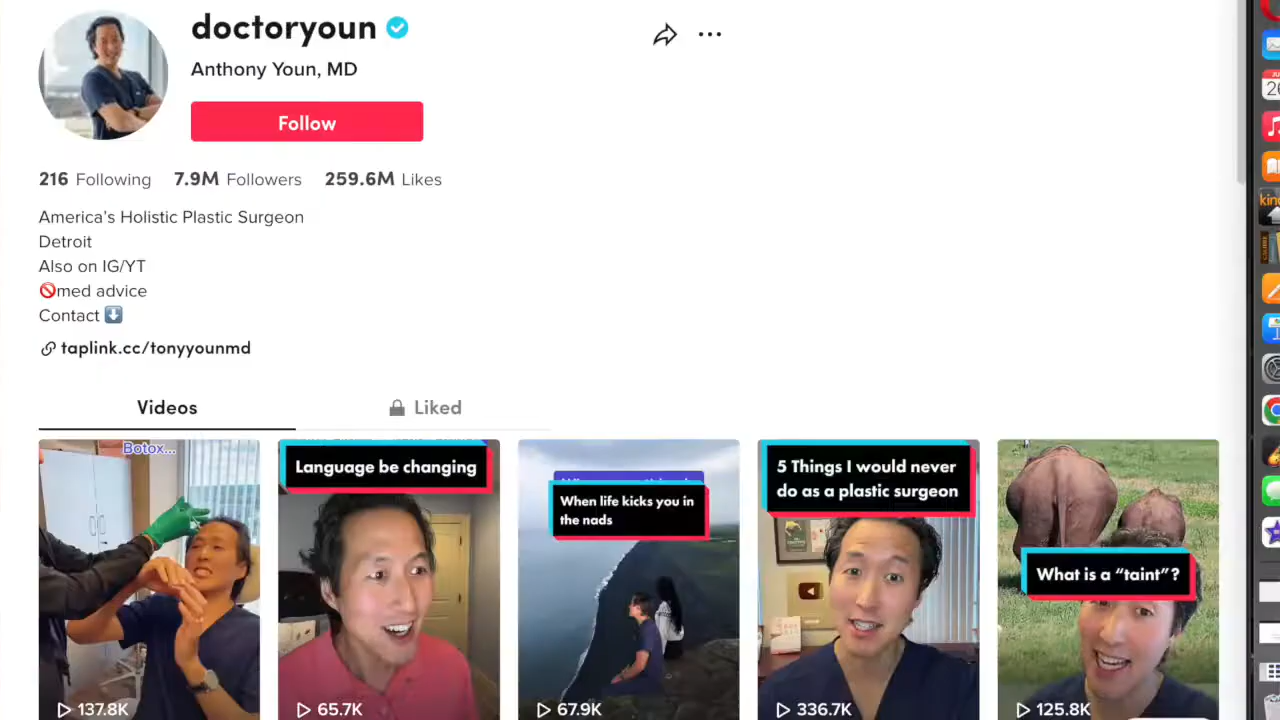 doctoryoun
Anthony Youn, MD
Follow
216 Following 7.9M Followers 259.6M Likes
America's Holistic Plastic Surgeon
Detroit
Also on IG/YT
🚫med advice
Contact ⬇️
taplink.cc/tonyyounmd
Videos Liked
Botox...
137.8K
Language be changing
65.7K
When life kicks you in
the nads
67.9K
5 Things I would never
do as a plastic surgeon
336.7K
What is a “taint”?
125.8K